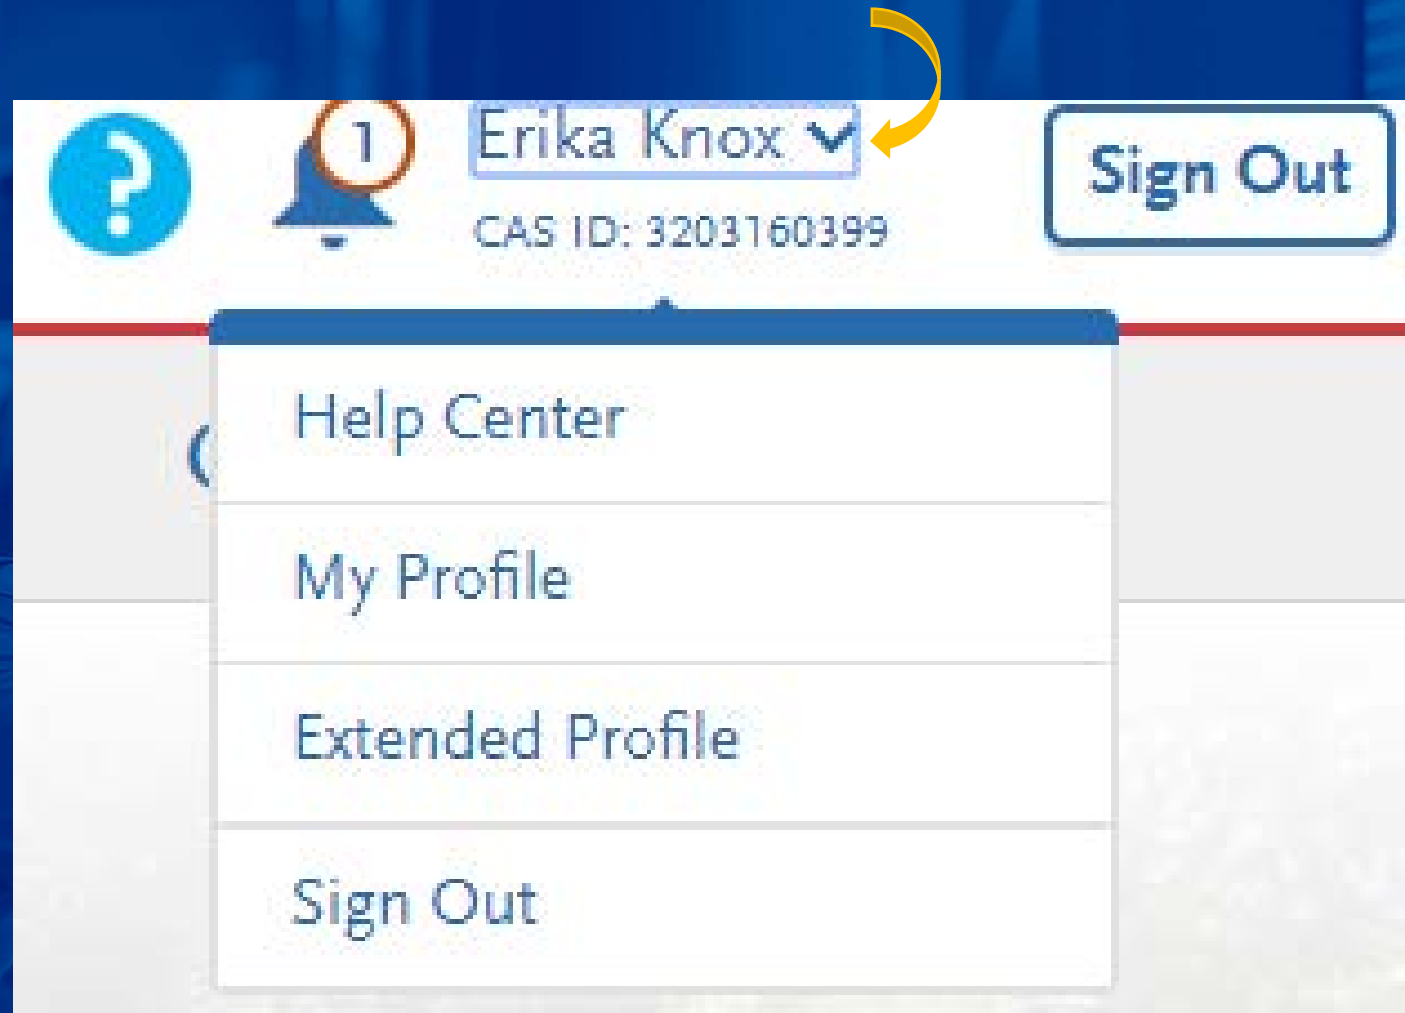 ?
1
Erika Knox
CAS ID: 3203160399
Sign Out
Help Center
My Profile
Extended Profile
Sign Out